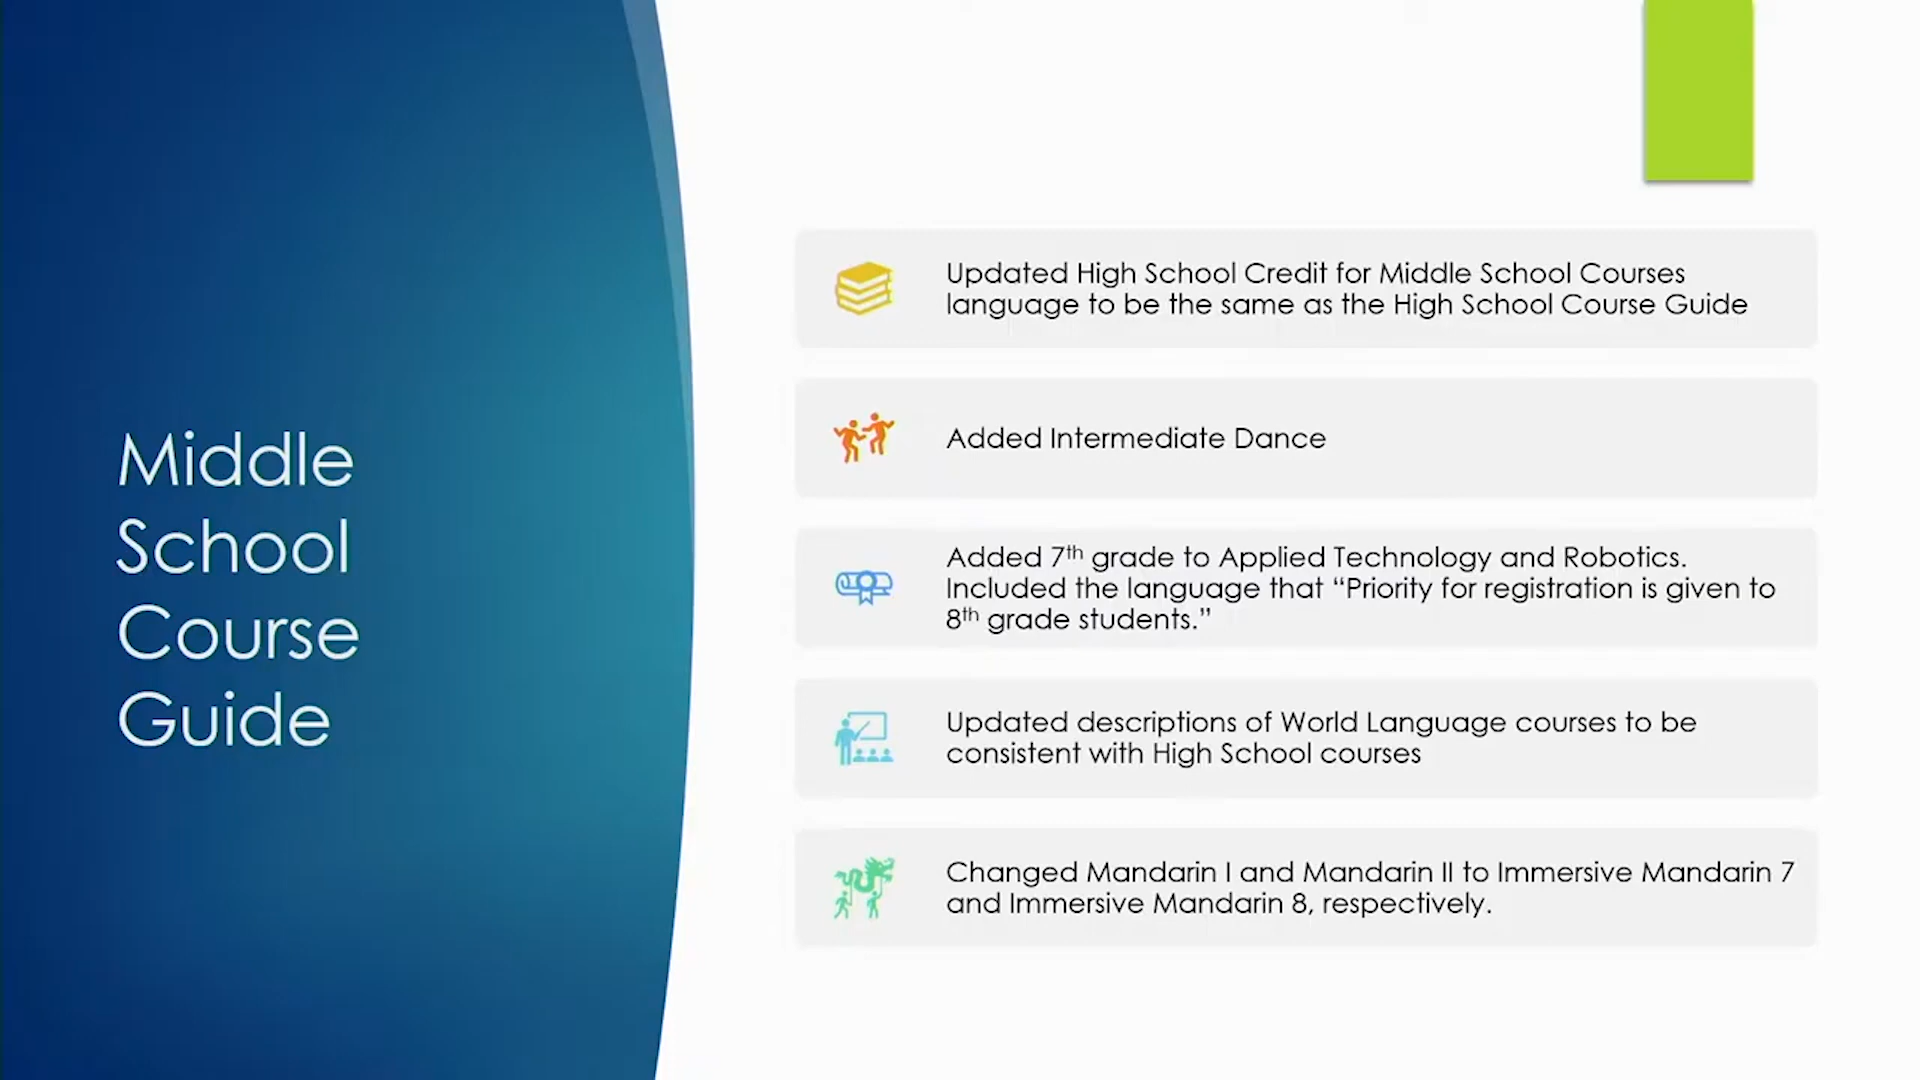 Middle
School
Course
Guide
Updated High School Credit for Middle School Courses
language to be the same as the High School Course Guide
Added Intermediate Dance
Added 7th grade to Applied Technology and Robotics.
Included the language that “Priority for registration is given to
8th grade students.”
Updated descriptions of World Language courses to be
consistent with High School courses
Changed Mandarin I and Mandarin II to Immersive Mandarin 7
and Immersive Mandarin 8, respectively.